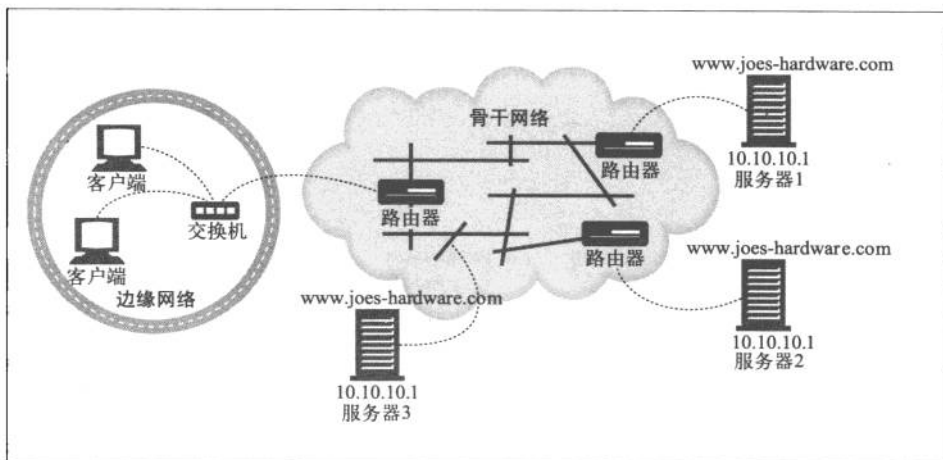 www.joes-hardware.com
骨干网络
路由器
10.10.10.1
服务器1
客户端
路由器
交换机
客户端
边缘网络
www.joes-hardware.com
路由器
10.10.10.1
服务器2
www.joes-hardware.com
10.10.10.1
服务器3